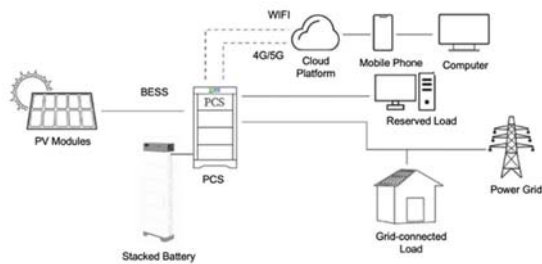 WIFI
4G/5G
Cloud
Platform
Mobile Phone
Computer
BESS
PCS
PV Modules
Reserved Load
PCS
Power Grid
Stacked Battery
Grid-connected
Load